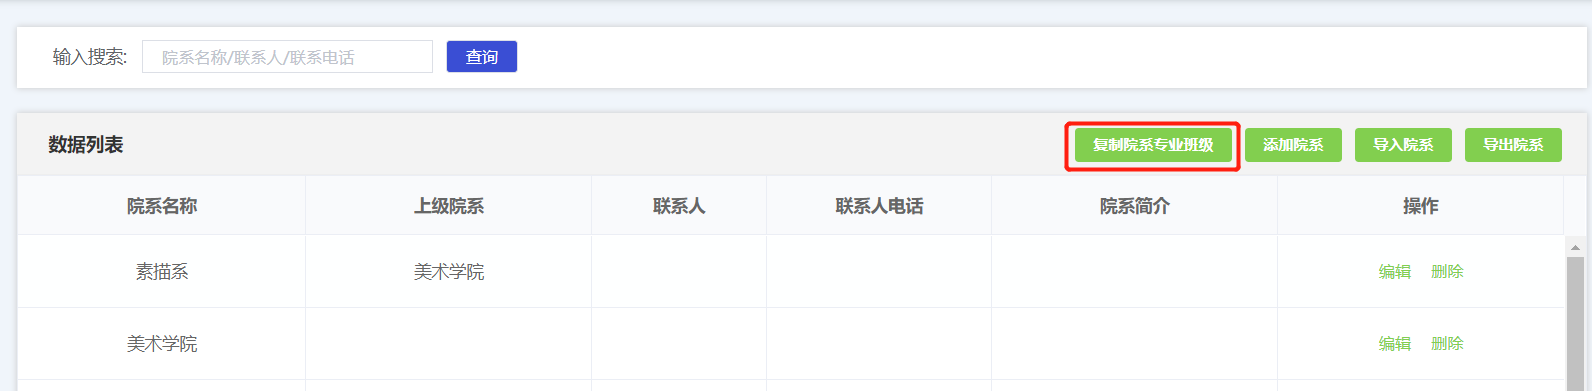 输入搜索: 院系名称/联系人/联系电话 查询
数据列表 复制院系专业班级 添加院系 导入院系 导出院系
院系名称 上级院系 联系人 联系人电话 院系简介 操作
素描系 美术学院 编辑 删除
美术学院 编辑 删除